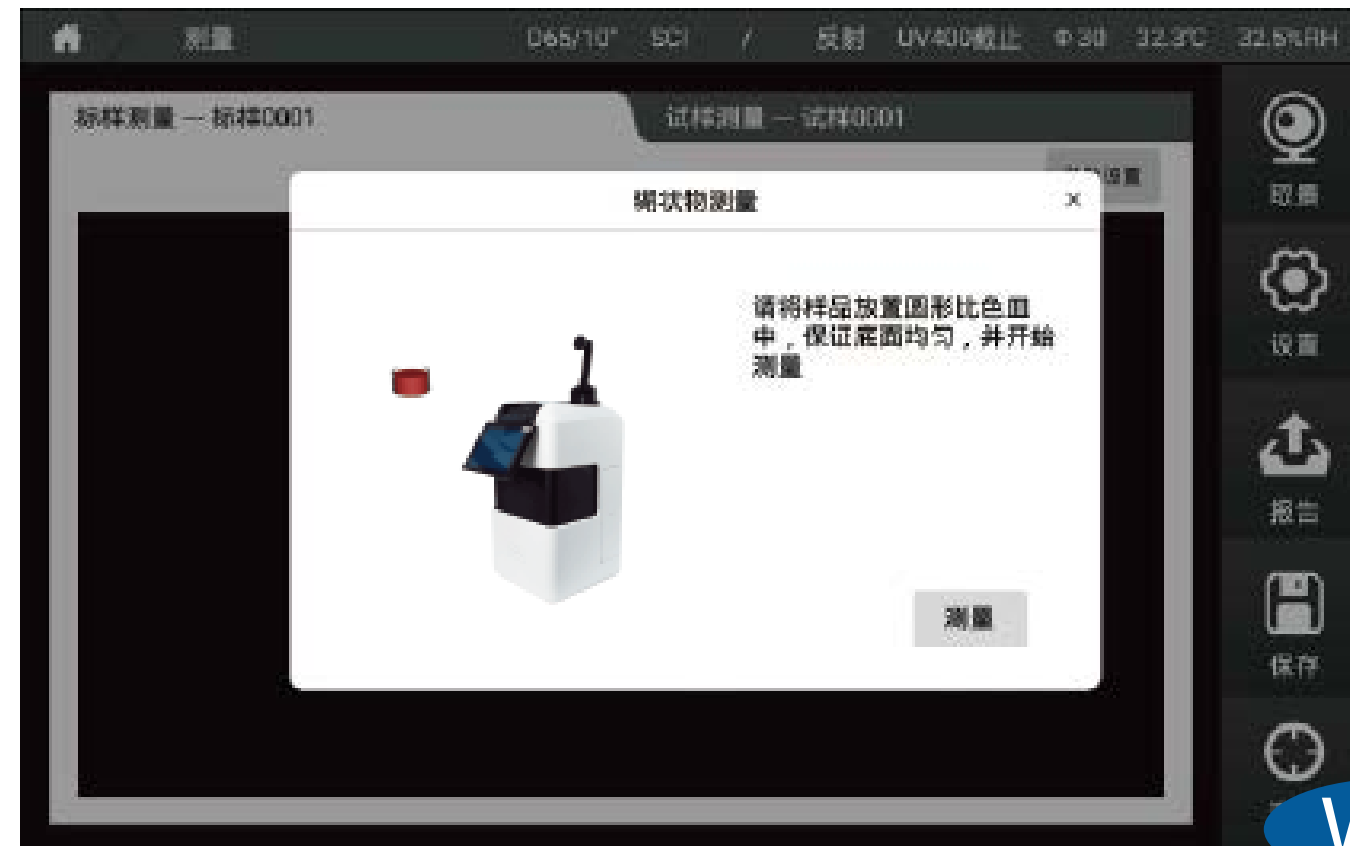 测量
D65/10° SCI / 反射 UV400截止 Φ30 32.3℃ 32.5%RH
标样测量 — 标样0001
试样测量 — 试样0001
置
糊状物测量
×
请将样品放置圆形比色皿
中，保证底面均匀，并开始
测量
测量
取景
设置
报告
保存